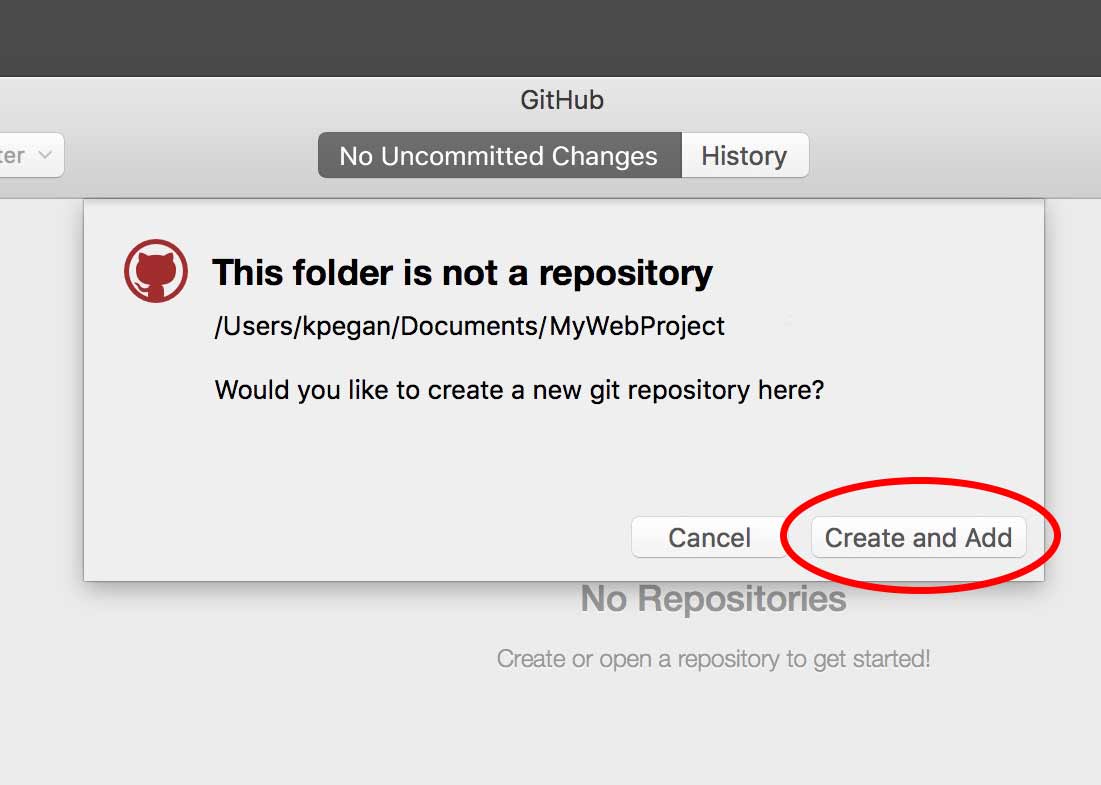 GitHub
No Uncommitted Changes
History
This folder is not a repository
/Users/kpegan/Documents/MyWebProject
Would you like to create a new git repository here?
Cancel
Create and Add
No Repositories
Create or open a repository to get started!